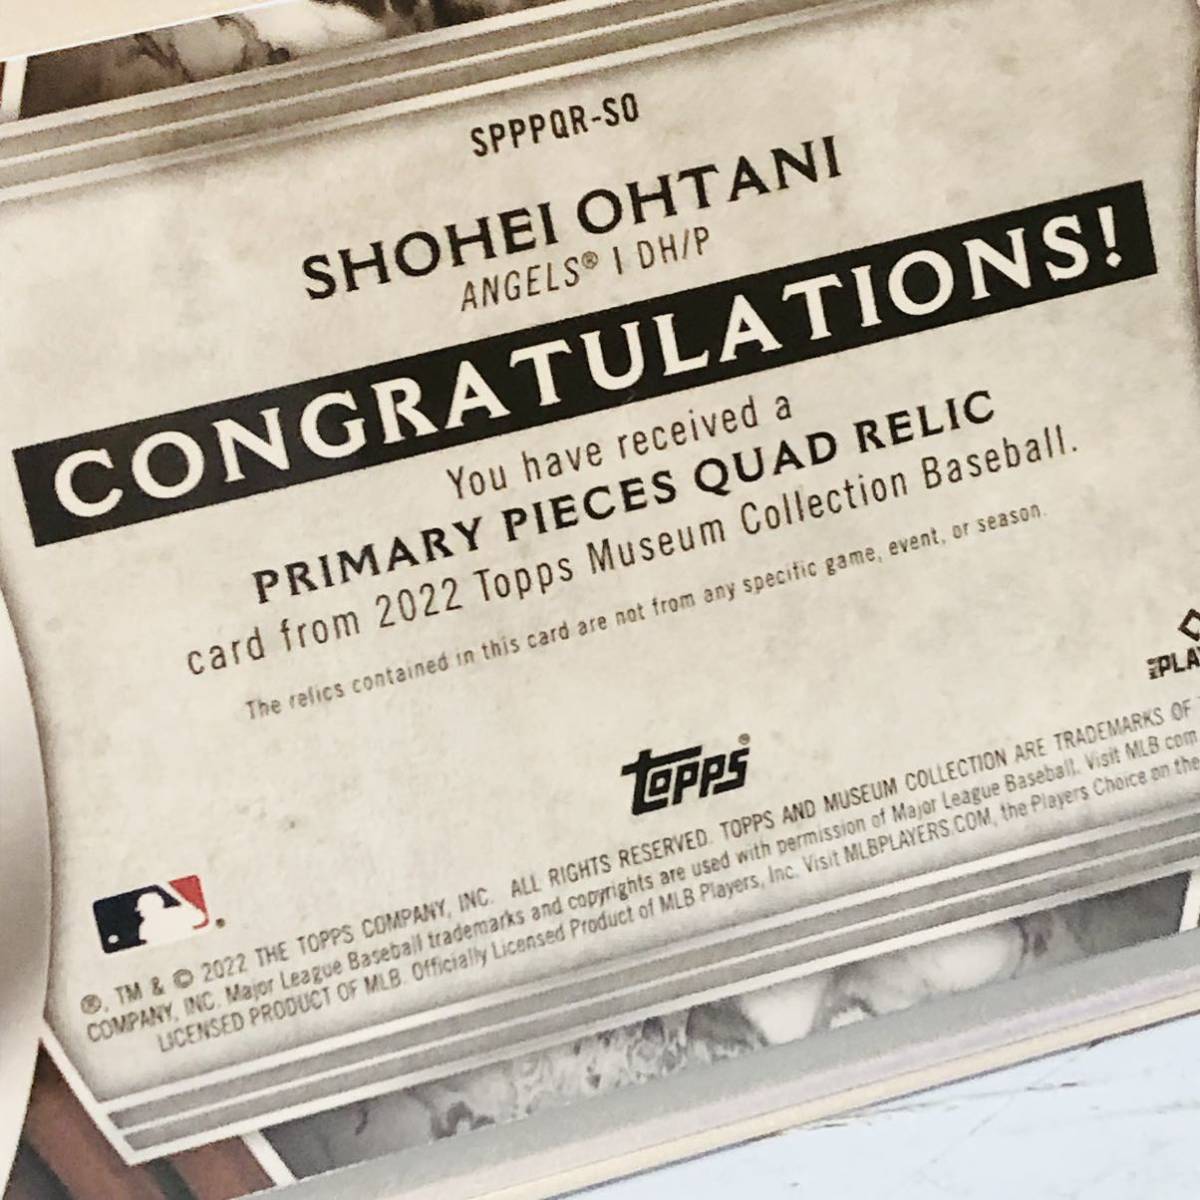 SPPPQR-SO
SHOHEI OHTANI
ANGELS® | DH/P
CONGRATULATIONS!
You have received a
PRIMARY PIECES QUAD RELIC
card from 2022 Topps Museum Collection Baseball.
The relics contained in this card are not from any specific game, event, or season.
topps®
®, TM & © 2022 THE TOPPS COMPANY, INC. ALL RIGHTS RESERVED. TOPPS AND MUSEUM COLLECTION ARE TRADEMARKS OF
COMPANY, INC. Major League Baseball trademarks and copyrights are used with permission of Major League Baseball. Visit MLB.com
LICENSED PRODUCT OF MLB. Officially Licensed Product of MLB Players, Inc. Visit MLBPLAYERS.COM, the Players Choice on the